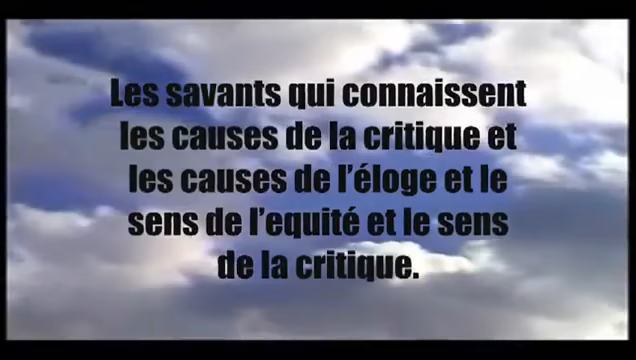 Les savants qui connaissent
les causes de la critique et
les causes de l'éloge et le
sens de l'equité et le sens
de la critique.